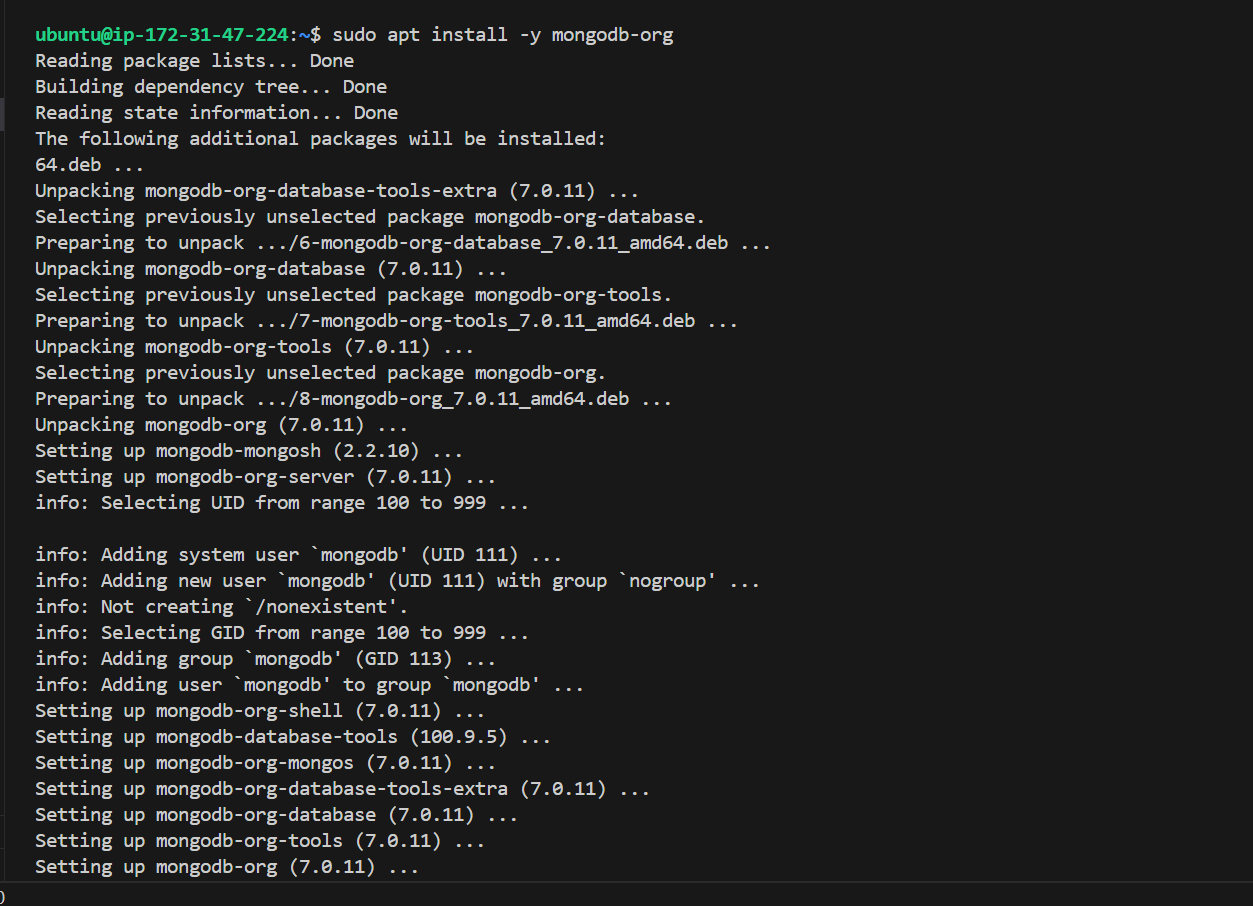 ubuntu@ip-172-31-47-224:~$ sudo apt install -y mongodb-org
Reading package lists... Done
Building dependency tree... Done
Reading state information... Done
The following additional packages will be installed:
64.deb ...
Unpacking mongodb-org-database-tools-extra (7.0.11) ...
Selecting previously unselected package mongodb-org-database.
Preparing to unpack .../6-mongodb-org-database_7.0.11_amd64.deb ...
Unpacking mongodb-org-database (7.0.11) ...
Selecting previously unselected package mongodb-org-tools.
Preparing to unpack .../7-mongodb-org-tools_7.0.11_amd64.deb ...
Unpacking mongodb-org-tools (7.0.11) ...
Selecting previously unselected package mongodb-org.
Preparing to unpack .../8-mongodb-org_7.0.11_amd64.deb ...
Unpacking mongodb-org (7.0.11) ...
Setting up mongodb-mongosh (2.2.10) ...
Setting up mongodb-org-server (7.0.11) ...
info: Selecting UID from range 100 to 999 ...

info: Adding system user `mongodb' (UID 111) ...
info: Adding new user `mongodb' (UID 111) with group `nogroup' ...
info: Not creating `/nonexistent'.
info: Selecting GID from range 100 to 999 ...
info: Adding group `mongodb' (GID 113) ...
info: Adding user `mongodb' to group `mongodb' ...
Setting up mongodb-org-shell (7.0.11) ...
Setting up mongodb-database-tools (100.9.5) ...
Setting up mongodb-org-mongos (7.0.11) ...
Setting up mongodb-org-database-tools-extra (7.0.11) ...
Setting up mongodb-org-database (7.0.11) ...
Setting up mongodb-org-tools (7.0.11) ...
Setting up mongodb-org (7.0.11) ...